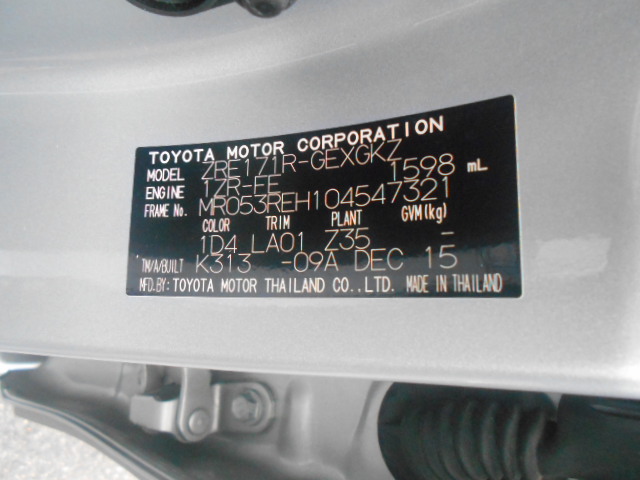 TOYOTA MOTOR CORPORATION
MODEL ZRE171R-GEXGKZ
ENGINE 1ZR-FE 1598 mL
FRAME No. MR053REH104547321
COLOR TRIM PLANT GVM(kg)
1D4 LA01 Z35 -
TM/A/BUILT K313 -09A DEC 15
MFD.BY: TOYOTA MOTOR THAILAND CO.,LTD. MADE IN THAILAND